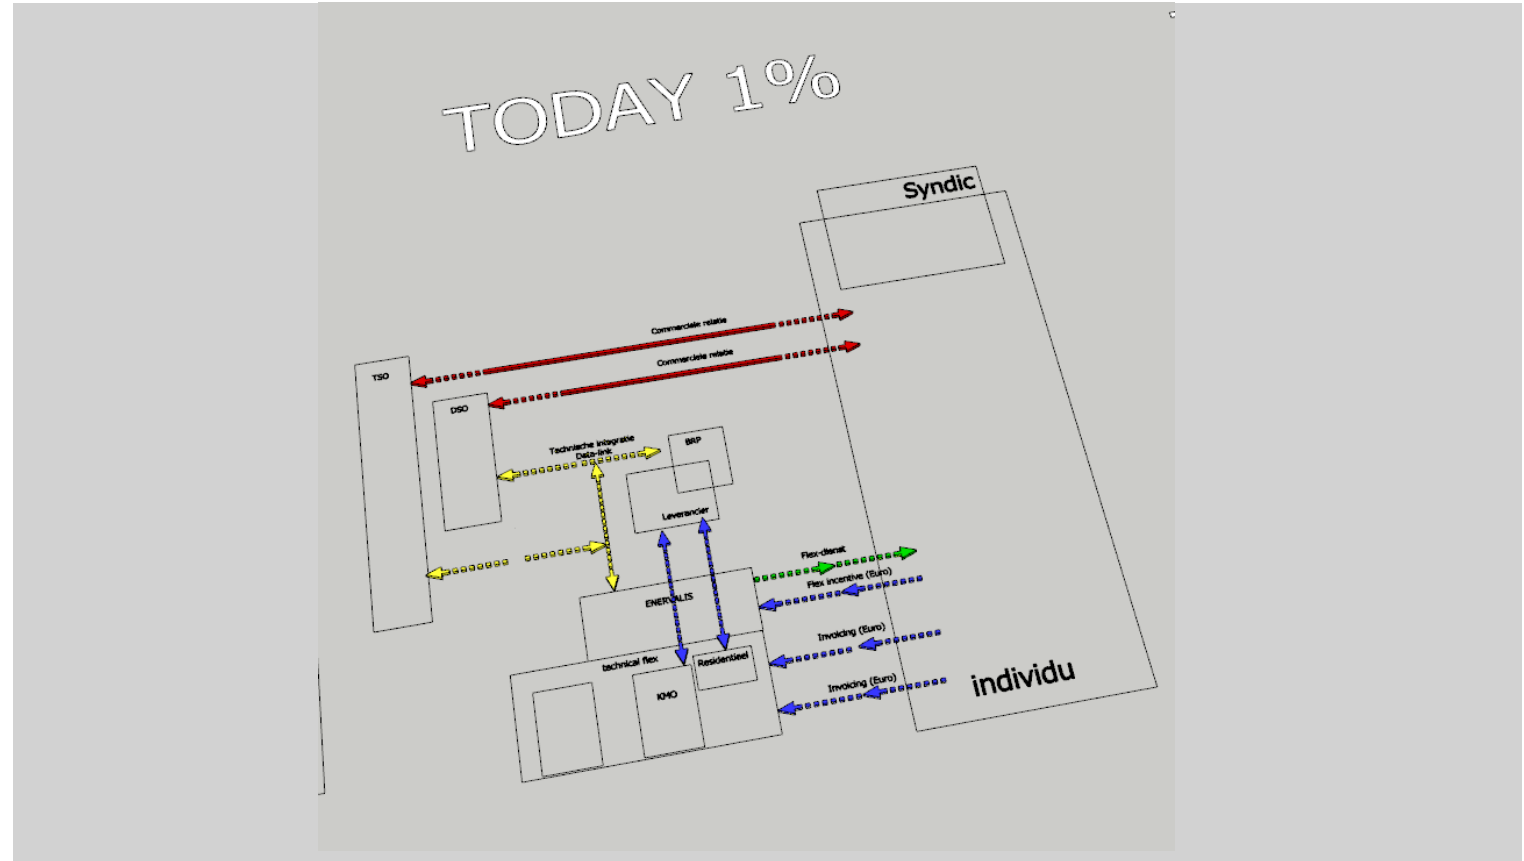 TODAY 1%
Syndic
Commerciele relatie
Commerciele relatie
TSO
DSO
Technische integratie
Data-link
BRP
Leverancier
Flex-dienst
Flex incentive (Euro)
ENERVALIS
Invoicing (Euro)
technical flex
Residentieel
KMO
Invoicing (Euro)
individu